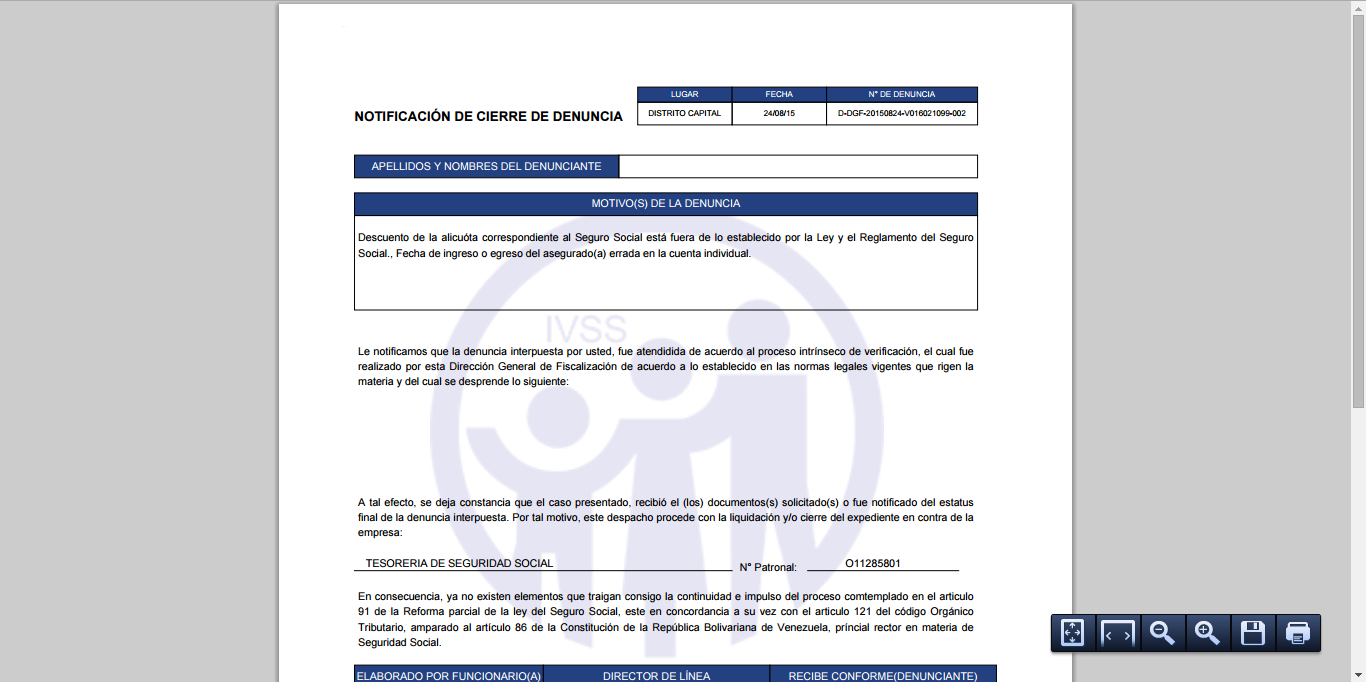 LUGAR FECHA Nº DE DENUNCIA
NOTIFICACIÓN DE CIERRE DE DENUNCIA
DISTRITO CAPITAL 24/08/15 D-DGF-20150824-V016021099-002
APELLIDOS Y NOMBRES DEL DENUNCIANTE
MOTIVO(S) DE LA DENUNCIA
Descuento de la alicuóta correspondiente al Seguro Social está fuera de lo establecido por la Ley y el Reglamento del Seguro
Social., Fecha de ingreso o egreso del asegurado(a) errada en la cuenta individual.
IVSS
Le notificamos que la denuncia interpuesta por usted, fue atendidida de acuerdo al proceso intrínseco de verificación, el cual fue
realizado por esta Dirección General de Fiscalización de acuerdo a lo establecido en las normas legales vigentes que rigen la
materia y del cual se desprende lo siguiente:
A tal efecto, se deja constancia que el caso presentado, recibió el (los) documentos(s) solicitado(s) o fue notificado del estatus
final de la denuncia interpuesta. Por tal motivo, este despacho procede con la liquidación y/o cierre del expediente en contra de la
empresa:
TESORERIA DE SEGURIDAD SOCIAL Nº Patronal: O11285801
En consecuencia, ya no existen elementos que traigan consigo la continuidad e impulso del proceso comtemplado en el articulo
91 de la Reforma parcial de la ley del Seguro Social, este en concordancia a su vez con el articulo 121 del código Orgánico
Tributario, amparado al artículo 86 de la Constitución de la República Bolivariana de Venezuela, príncial rector en materia de
Seguridad Social.
ELABORADO POR FUNCIONARIO(A) DIRECTOR DE LÍNEA RECIBE CONFORME(DENUNCIANTE)